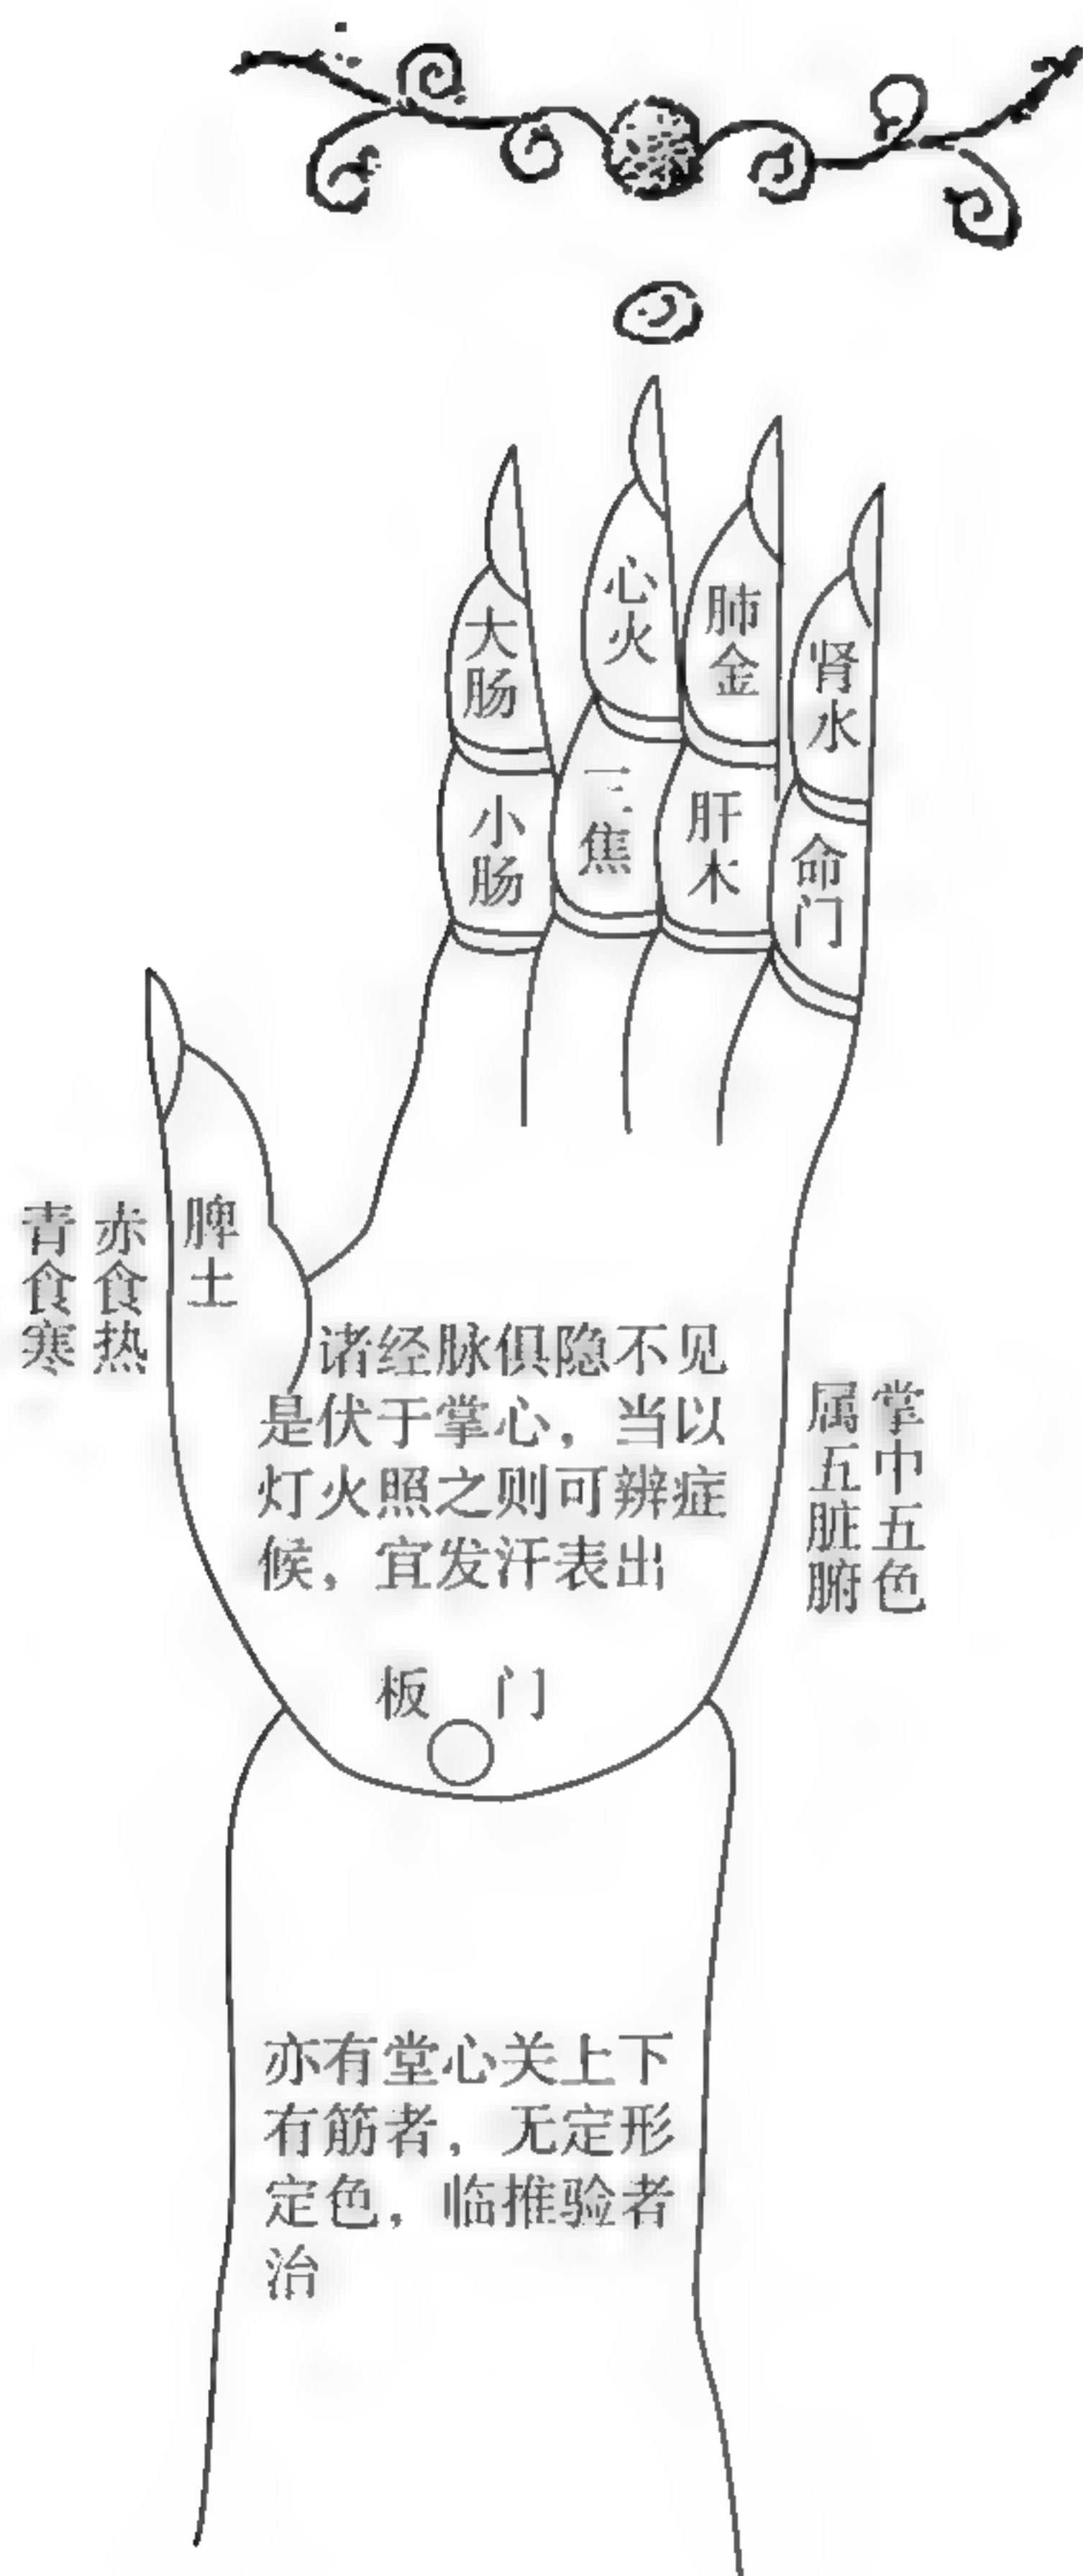 大肠
心火
肺金
肾水
小肠
三焦
肝木
命门
脾土
赤食热
青食寒
诸经脉俱隐不见
是伏于掌心，当以
灯火照之则可辨症
候，宜发汗表出
掌中五色
属五脏腑
板门
亦有堂心关上下
有筋者，无定形
定色，临推验者
治